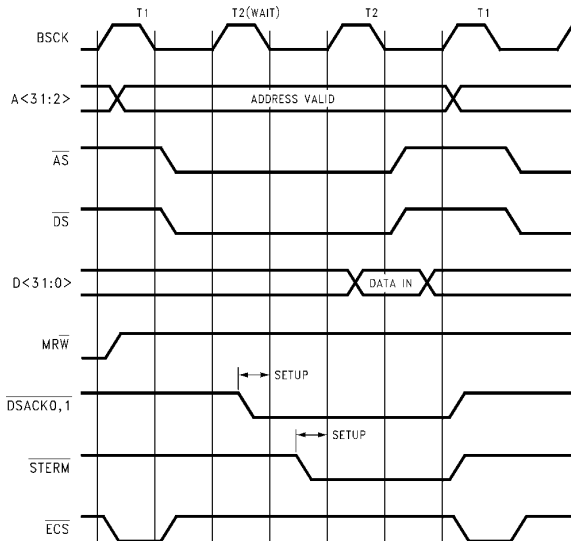 T1 T2(WAIT) T2 T1
BSCK
A<31:2> ADDRESS VALID
AS
DS
D<31:0> DATA IN
MRW
SETUP
DSACK0,1
SETUP
STERM
ECS